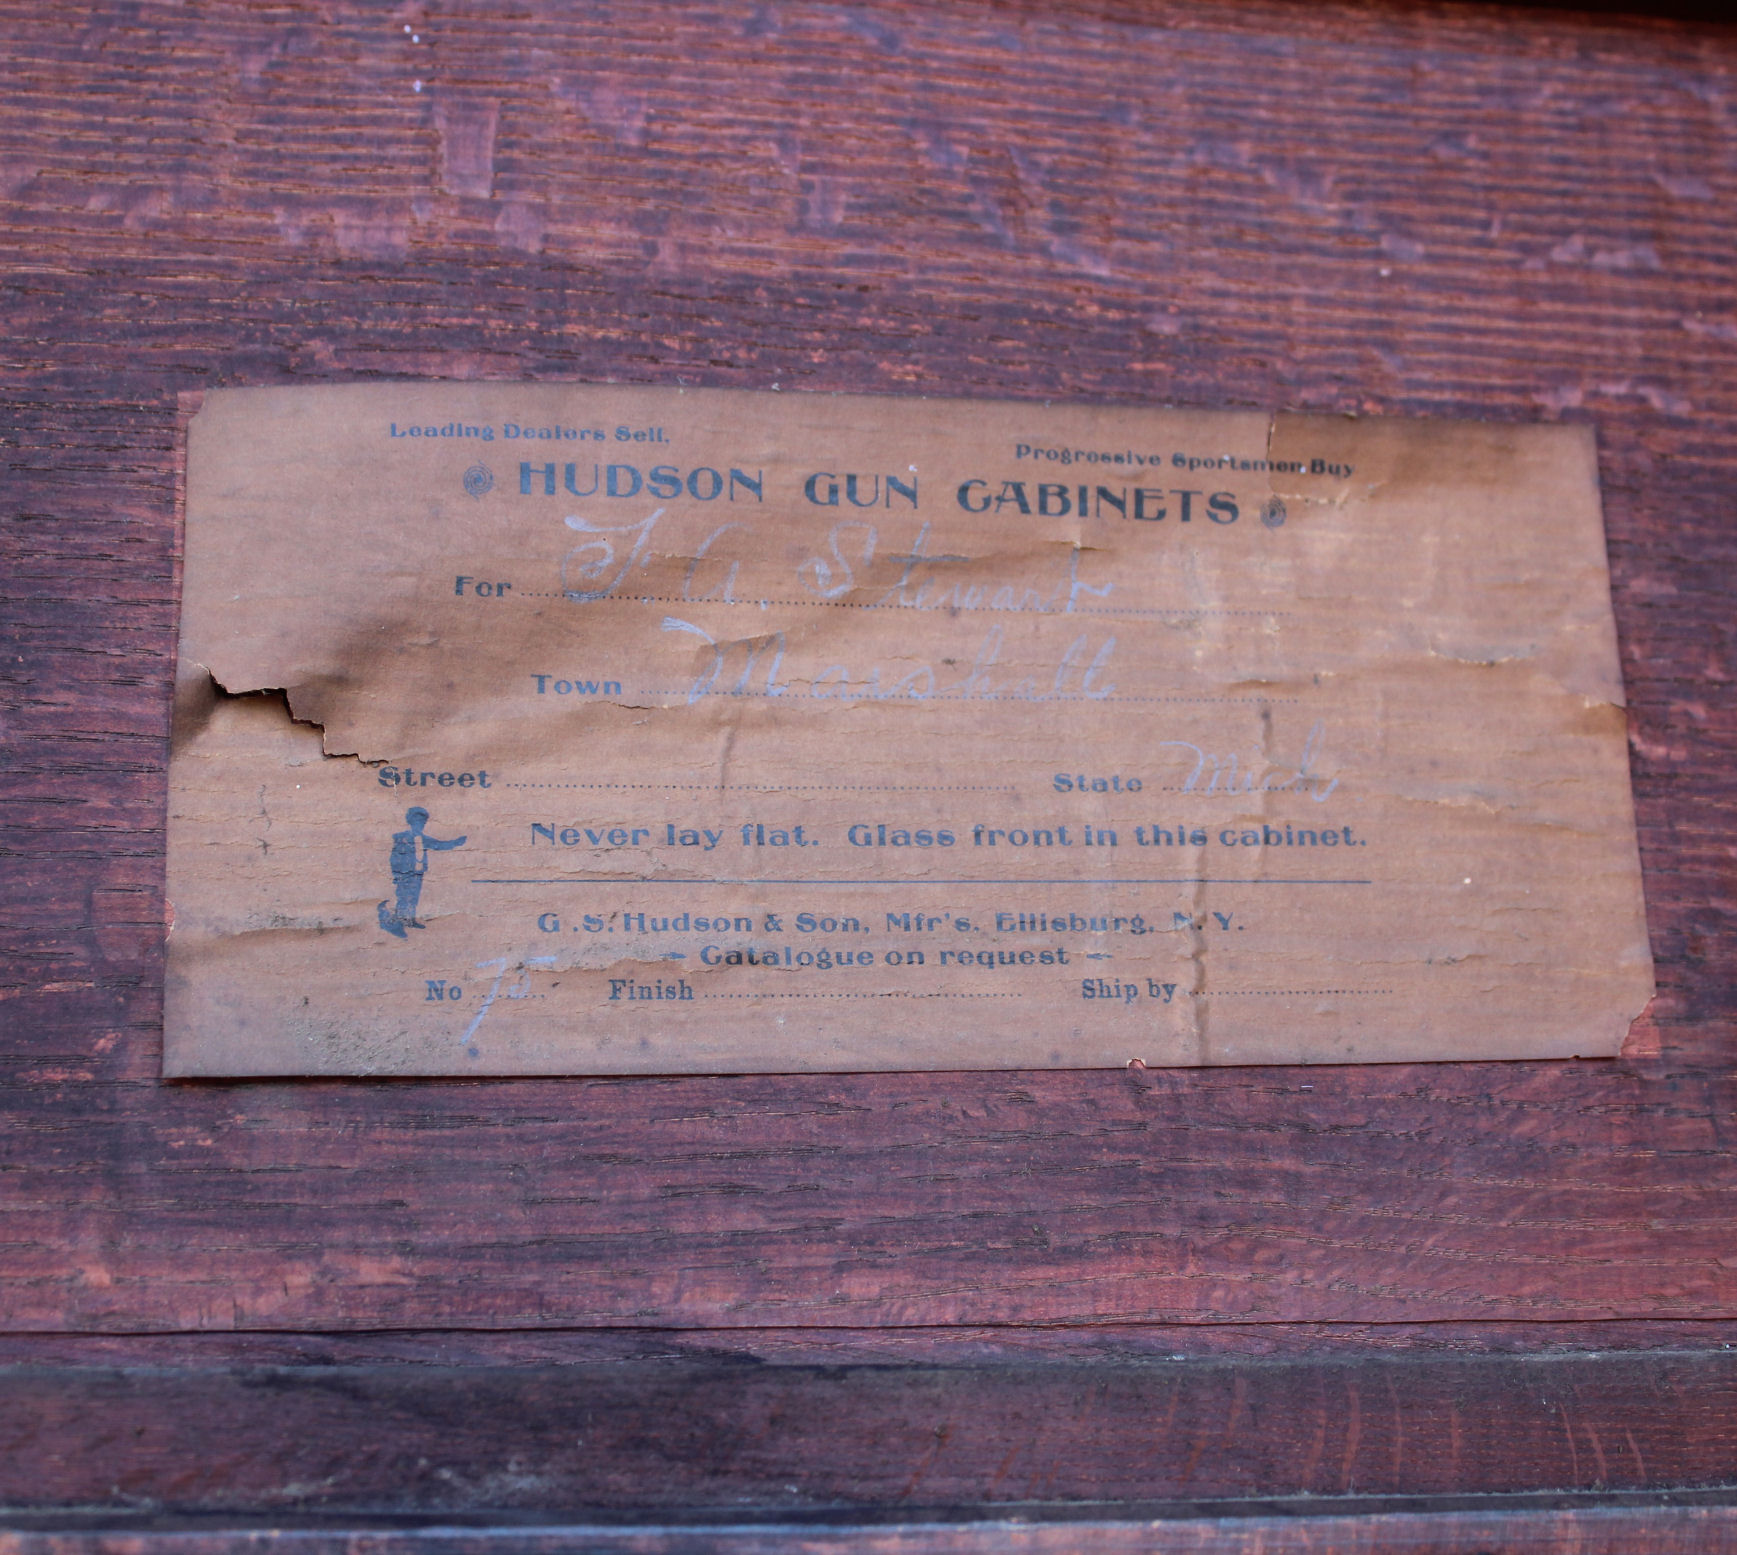 Leading Dealers Sell, Progressive Sportsmen Buy
HUDSON GUN CABINETS
For F. A. Stewart
Town Marshall
Street State Mich
Never lay flat. Glass front in this cabinet.
G.S. Hudson & Son, Mfr's. Ellisburg, N.Y.
Catalogue on request
No 75 Finish Ship by